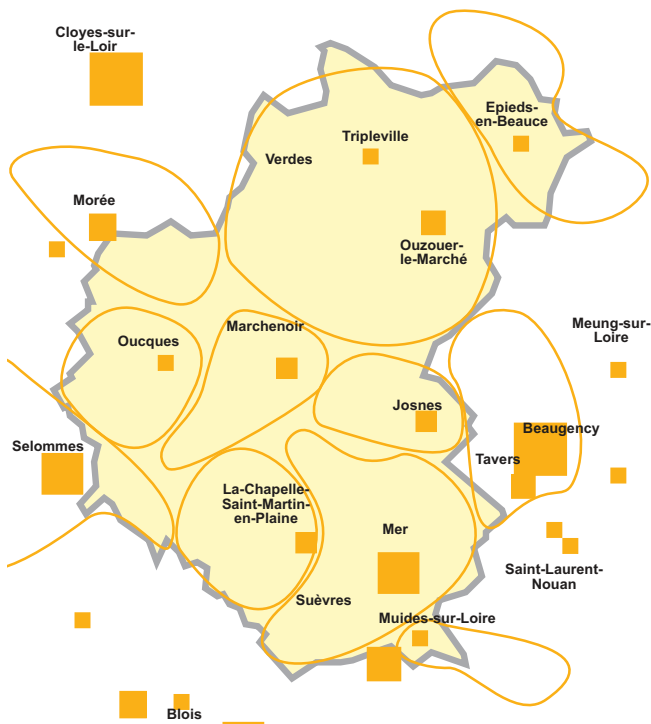 Cloyes-sur-
le-Loir
Epieds-
en-Beauce
Tripleville
Verdes
Morée
Ouzouer-
le-Marché
Meung-sur-
Loire
Marchenoir
Oucques
Josnes
Beaugency
Selommes
Tavers
La-Chapelle-
Saint-Martin-
en-Plaine
Mer
Saint-Laurent-
Nouan
Suèvres
Muides-sur-Loire
Blois